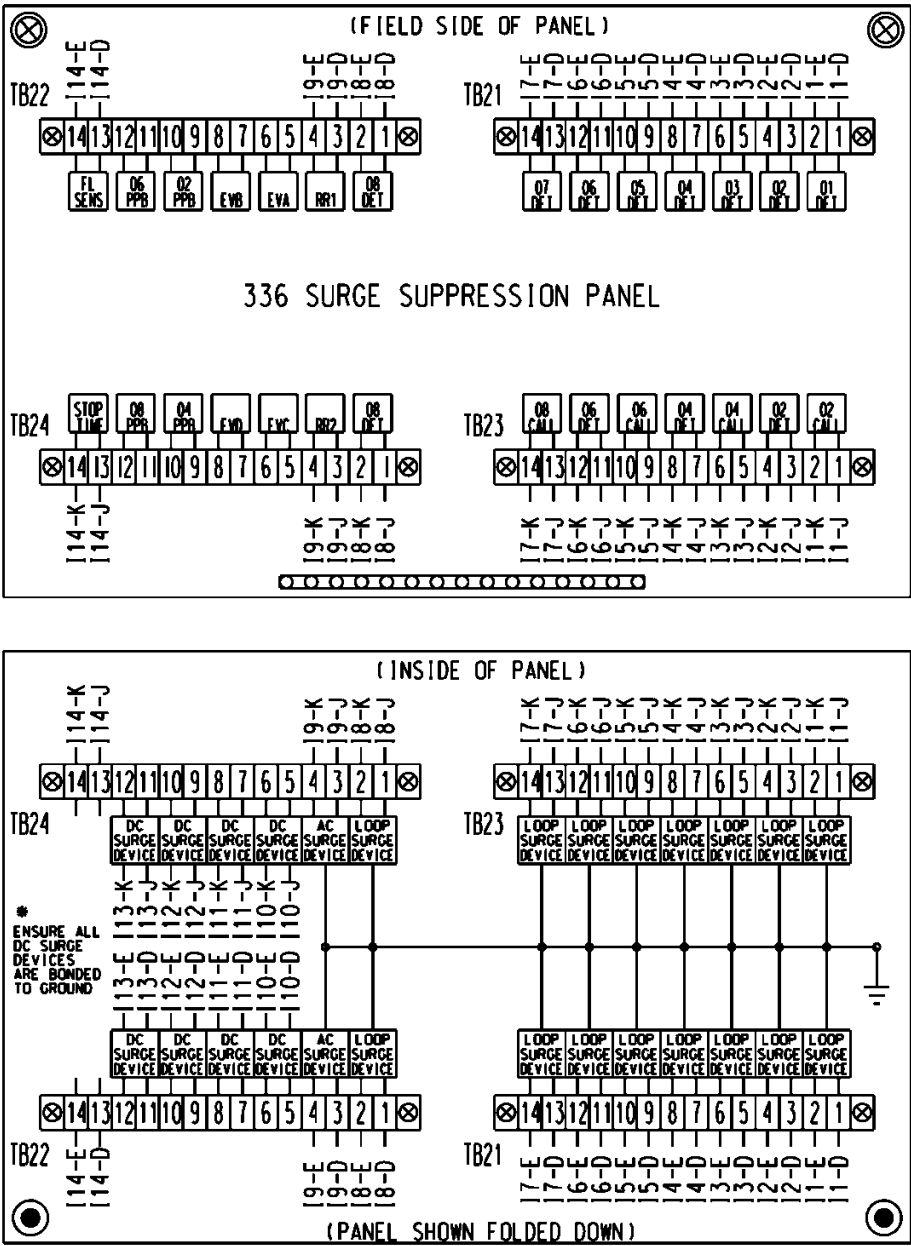 (FIELD SIDE OF PANEL)
I14-E I14-D I9-E I9-D I8-E I8-D
I7-E I7-D I6-E I6-D I5-E I5-D I4-E I4-D I3-E I3-D I2-E I2-D I1-E I1-D
TB22
14 13 12 11 10 9 8 7 6 5 4 3 2 1
FL SENS
06 PPB
02 PPB
EVB
EVA
RR1
08 DET
TB21
14 13 12 11 10 9 8 7 6 5 4 3 2 1
07 DET
06 DET
05 DET
04 DET
03 DET
02 DET
01 DET
336 SURGE SUPPRESSION PANEL
TB24
STOP TIME
08 PPB
04 PPB
EVD
EVC
RR2
08 DET
14 13 12 11 10 9 8 7 6 5 4 3 2 1
I14-K I14-J I9-K I9-J I8-K I8-J
TB23
08 CALL
06 DET
06 CALL
04 DET
04 CALL
02 DET
02 CALL
14 13 12 11 10 9 8 7 6 5 4 3 2 1
I7-K I7-J I6-K I6-J I5-K I5-J I4-K I4-J I3-K I3-J I2-K I2-J I1-K I1-J
(INSIDE OF PANEL)
I14-K I14-J I9-K I9-J I8-K I8-J
I7-K I7-J I6-K I6-J I5-K I5-J I4-K I4-J I3-K I3-J I2-K I2-J I1-K I1-J
14 13 12 11 10 9 8 7 6 5 4 3 2 1
TB24
DC SURGE DEVICE
DC SURGE DEVICE
DC SURGE DEVICE
DC SURGE DEVICE
AC SURGE DEVICE
LOOP SURGE DEVICE
14 13 12 11 10 9 8 7 6 5 4 3 2 1
TB23
LOOP SURGE DEVICE
LOOP SURGE DEVICE
LOOP SURGE DEVICE
LOOP SURGE DEVICE
LOOP SURGE DEVICE
LOOP SURGE DEVICE
LOOP SURGE DEVICE
I13-K I13-J I12-K I12-J I11-K I11-J I10-K I10-J
*
ENSURE ALL
DC SURGE
DEVICES
ARE BONDED
TO GROUND
I13-E I13-D I12-E I12-D I11-E I11-D I10-E I10-D
DC SURGE DEVICE
DC SURGE DEVICE
DC SURGE DEVICE
DC SURGE DEVICE
AC SURGE DEVICE
LOOP SURGE DEVICE
14 13 12 11 10 9 8 7 6 5 4 3 2 1
TB22
I14-E I14-D I9-E I9-D I8-E I8-D
LOOP SURGE DEVICE
LOOP SURGE DEVICE
LOOP SURGE DEVICE
LOOP SURGE DEVICE
LOOP SURGE DEVICE
LOOP SURGE DEVICE
LOOP SURGE DEVICE
14 13 12 11 10 9 8 7 6 5 4 3 2 1
TB21
I7-E I7-D I6-E I6-D I5-E I5-D I4-E I4-D I3-E I3-D I2-E I2-D I1-E I1-D
(PANEL SHOWN FOLDED DOWN)